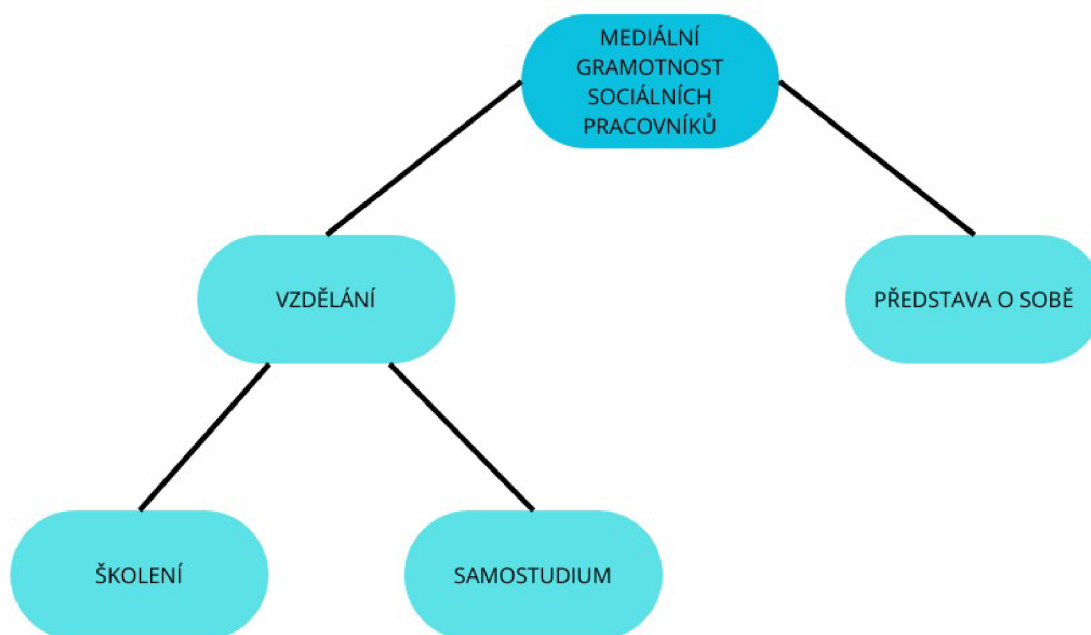 MEDIÁLNÍ
GRAMOTNOST
SOCIÁLNÍCH
PRACOVNÍKŮ
VZDĚLÁNÍ
PŘEDSTAVA O SOBĚ
ŠKOLENÍ
SAMOSTUDIUM